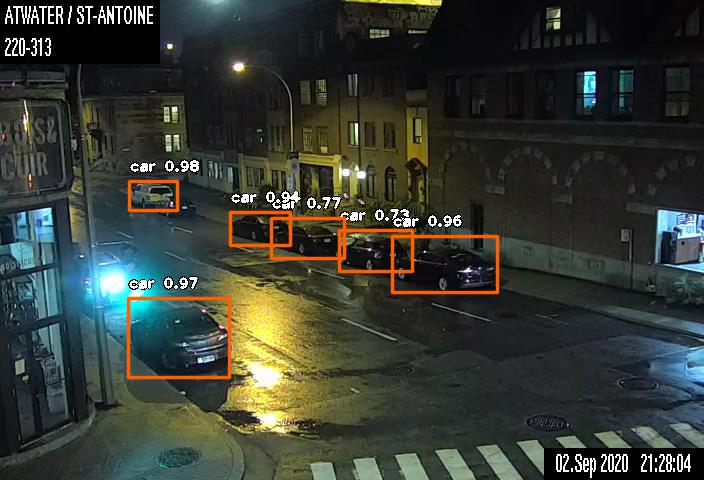 ATWATER / ST-ANTOINE
220-313
CUIR
car 0.98
car 0.94
car 0.77
car 0.73
car 0.96
car 0.97
02.Sep 2020 21:28:04